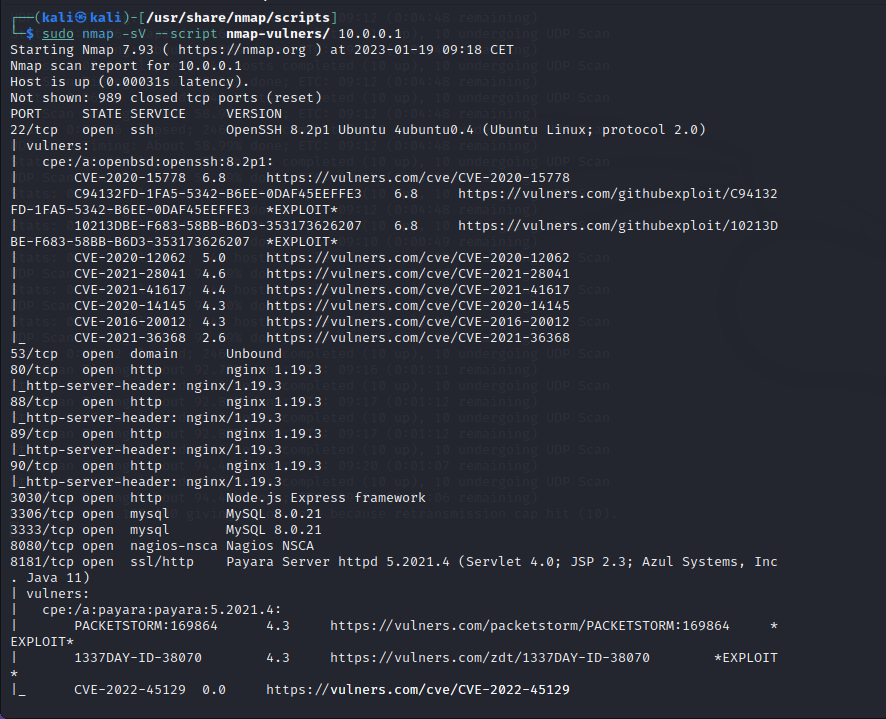 ┌──(kali㉿kali)-[/usr/share/nmap/scripts]
└─$ sudo nmap -sV --script nmap-vulners/ 10.0.0.1
Starting Nmap 7.93 ( https://nmap.org ) at 2023-01-19 09:18 CET
Nmap scan report for 10.0.0.1
Host is up (0.00031s latency).
Not shown: 989 closed tcp ports (reset)
PORT     STATE SERVICE     VERSION
22/tcp   open  ssh         OpenSSH 8.2p1 Ubuntu 4ubuntu0.4 (Ubuntu Linux; protocol 2.0)
| vulners:
|   cpe:/a:openbsd:openssh:8.2p1:
|       CVE-2020-15778  6.8     https://vulners.com/cve/CVE-2020-15778
|       C94132FD-1FA5-5342-B6EE-0DAF45EEFFE3    6.8     https://vulners.com/githubexploit/C94132
FD-1FA5-5342-B6EE-0DAF45EEFFE3  *EXPLOIT*
|       10213DBE-F683-58BB-B6D3-353173626207    6.8     https://vulners.com/githubexploit/10213D
BE-F683-58BB-B6D3-353173626207  *EXPLOIT*
|       CVE-2020-12062  5.0     https://vulners.com/cve/CVE-2020-12062
|       CVE-2021-28041  4.6     https://vulners.com/cve/CVE-2021-28041
|       CVE-2021-41617  4.4     https://vulners.com/cve/CVE-2021-41617
|       CVE-2020-14145  4.3     https://vulners.com/cve/CVE-2020-14145
|       CVE-2016-20012  4.3     https://vulners.com/cve/CVE-2016-20012
|_      CVE-2021-36368  2.6     https://vulners.com/cve/CVE-2021-36368
53/tcp   open  domain      Unbound
80/tcp   open  http        nginx 1.19.3
|_http-server-header: nginx/1.19.3
88/tcp   open  http        nginx 1.19.3
|_http-server-header: nginx/1.19.3
89/tcp   open  http        nginx 1.19.3
|_http-server-header: nginx/1.19.3
90/tcp   open  http        nginx 1.19.3
|_http-server-header: nginx/1.19.3
3030/tcp open  http        Node.js Express framework
3306/tcp open  mysql       MySQL 8.0.21
3333/tcp open  mysql       MySQL 8.0.21
8080/tcp open  nagios-nsca Nagios NSCA
8181/tcp open  ssl/http    Payara Server httpd 5.2021.4 (Servlet 4.0; JSP 2.3; Azul Systems, Inc
. Java 11)
| vulners:
|   cpe:/a:payara:payara:5.2021.4:
|       PACKETSTORM:169864      4.3     https://vulners.com/packetstorm/PACKETSTORM:169864     *
EXPLOIT*
|       1337DAY-ID-38070        4.3     https://vulners.com/zdt/1337DAY-ID-38070        *EXPLOIT
*
|_      CVE-2022-45129  0.0     https://vulners.com/cve/CVE-2022-45129